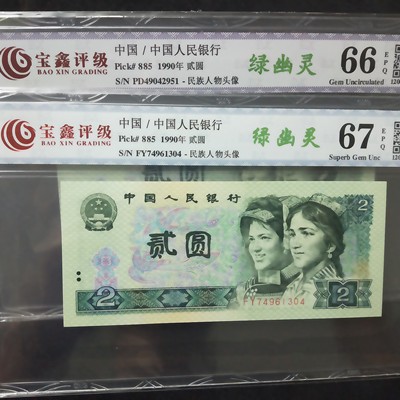 宝鑫评级
BAO XIN GRADING
中国 / 中国人民银行
Pick# 885 1990年 贰圆
S/N PD49042951 - 民族人物头像
绿幽灵
66
EPQ
Gem Uncirculated
120
宝鑫评级
BAO XIN GRADING
中国 / 中国人民银行
Pick# 885 1990年 贰圆
S/N FY74961304 - 民族人物头像
绿幽灵
67
EPQ
Superb Gem Unc
120
中国人民银行
2
贰圆
FY74961304
2
2